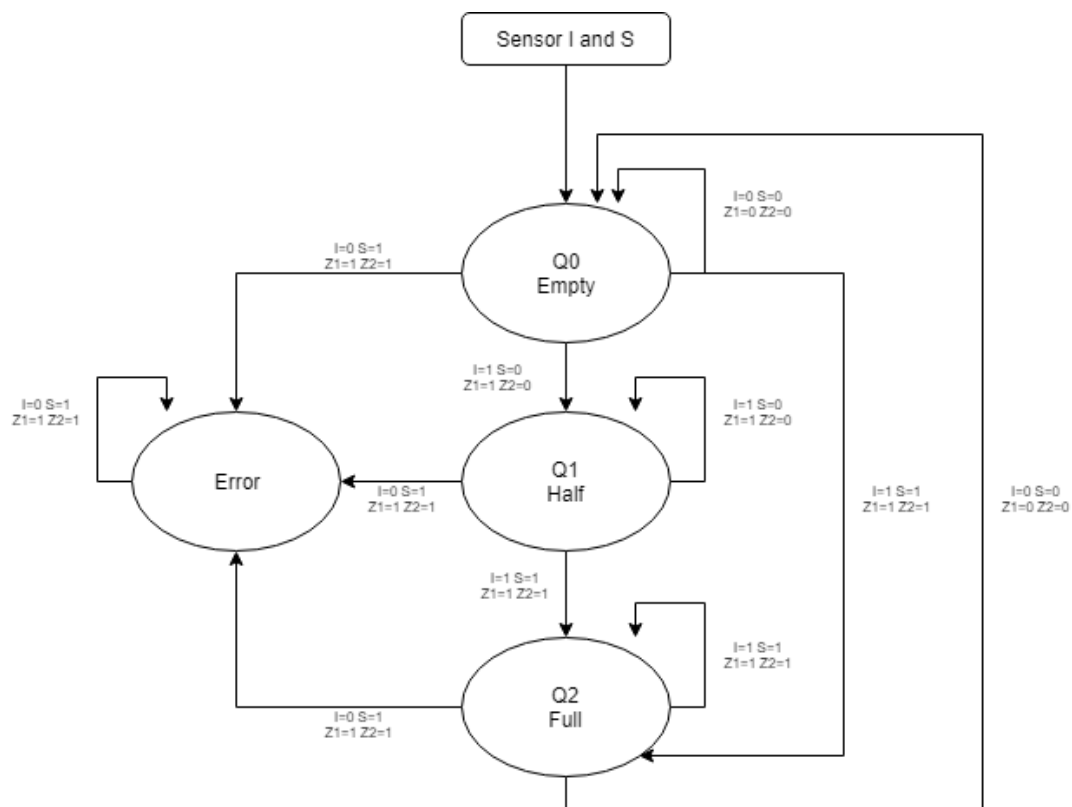 Sensor I and S
I=0 S=0
Z1=0 Z2=0
I=0 S=1
Z1=1 Z2=1
Q0
Empty
I=1 S=0
Z1=1 Z2=0
I=0 S=1
Z1=1 Z2=1
I=1 S=0
Z1=1 Z2=0
Error
Q1
Half
I=0 S=1
Z1=1 Z2=1
I=1 S=1
Z1=1 Z2=1
I=0 S=0
Z1=0 Z2=0
I=1 S=1
Z1=1 Z2=1
I=1 S=1
Z1=1 Z2=1
Q2
Full
I=0 S=1
Z1=1 Z2=1